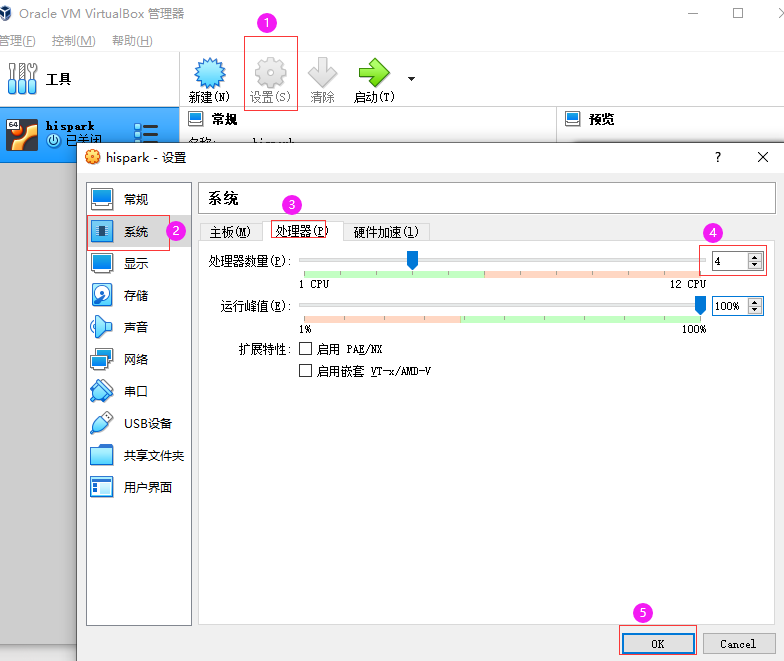 Oracle VM VirtualBox 管理器
管理(F) 控制(M) 帮助(H)
1
工具
新建(N) 设置(S) 清除 启动(T)
64
hispark
已关闭
常规
预览
hispark - 设置
?
常规
系统
2
显示
存储
声音
网络
串口
USB设备
共享文件夹
用户界面
系统
3
主板(M) 处理器(P) 硬件加速(l)
4
处理器数量(P): 4
1 CPU 12 CPU
运行峰值(E): 100%
1% 100%
扩展特性: 启用 PAE/NX
启用嵌套 VT-x/AMD-V
5
OK Cancel